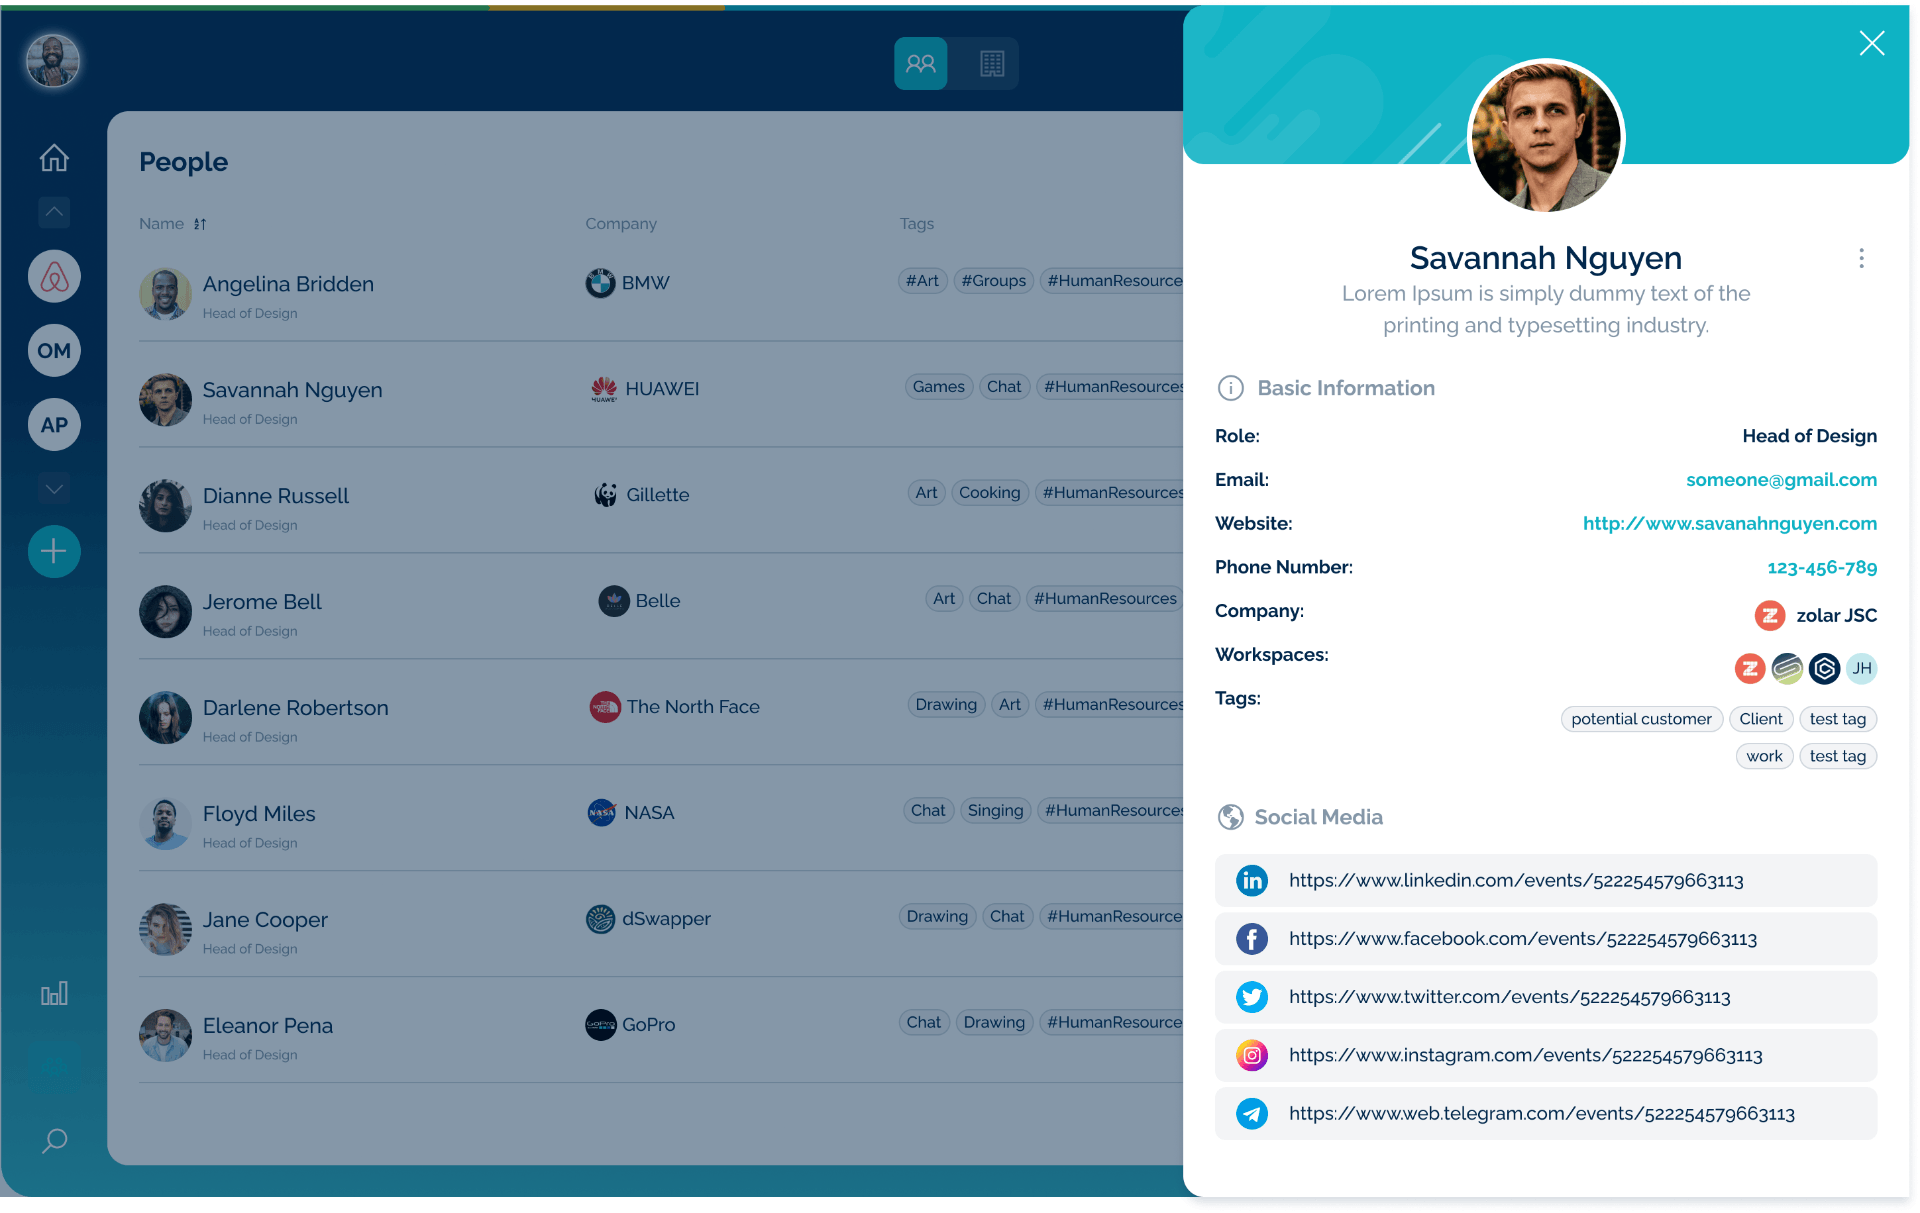 OM
AP
People
Name
Company
Tags
Angelina Bridden
Head of Design
BMW
#Art
#Groups
#HumanResource
Savannah Nguyen
Head of Design
HUAWEI
HUAWEI
Games
Chat
#HumanResources
Dianne Russell
Head of Design
Gillette
Art
Cooking
#HumanResources
Jerome Bell
Head of Design
Belle
Art
Chat
#HumanResources
Darlene Robertson
Head of Design
The North Face
Drawing
Art
#HumanResources
Floyd Miles
Head of Design
NASA
NASA
Chat
Singing
#HumanResources
Jane Cooper
Head of Design
dSwapper
Drawing
Chat
#HumanResource
Eleanor Pena
Head of Design
GoPro
GoPro
Chat
Drawing
#HumanResource
Savannah Nguyen
Lorem Ipsum is simply dummy text of the
printing and typesetting industry.
Basic Information
Role:
Head of Design
Email:
someone@gmail.com
Website:
http://www.savanahnguyen.com
Phone Number:
123-456-789
Company:
zolar JSC
Workspaces:
JH
Tags:
potential customer
Client
test tag
work
test tag
Social Media
https://www.linkedin.com/events/522254579663113
https://www.facebook.com/events/522254579663113
https://www.twitter.com/events/522254579663113
https://www.instagram.com/events/522254579663113
https://www.web.telegram.com/events/522254579663113